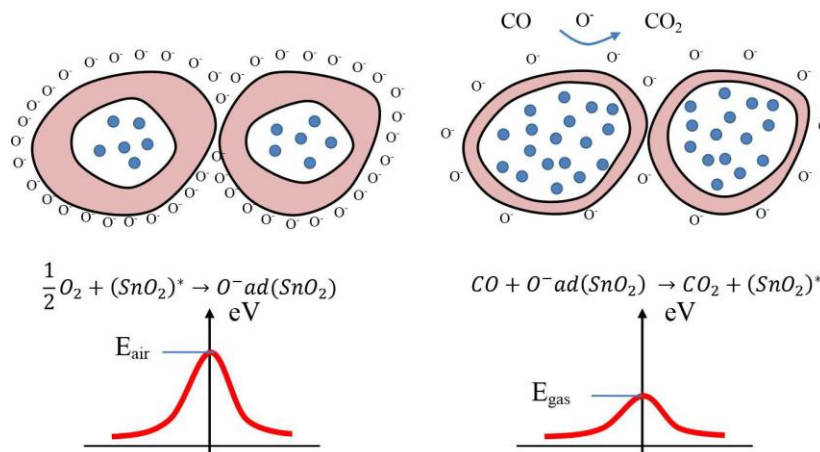 CO O⁻ CO₂
O⁻ O⁻ O⁻ O⁻ O⁻ O⁻ O⁻ O⁻ O⁻ O⁻ O⁻ O⁻ O⁻ O⁻ O⁻ O⁻ O⁻ O⁻ O⁻ O⁻ O⁻ O⁻ O⁻ O⁻ O⁻ O⁻ O⁻ O⁻ O⁻ O⁻ O⁻ O⁻ O⁻ O⁻ O⁻ O⁻ O⁻ O⁻ O⁻ O⁻
O⁻ O⁻ O⁻ O⁻ O⁻ O⁻ O⁻ O⁻ O⁻ O⁻ O⁻ O⁻
1/2 O₂ + (SnO₂)* → O⁻ad(SnO₂)
CO + O⁻ad(SnO₂) → CO₂ + (SnO₂)*
eV
E_air
eV
E_gas